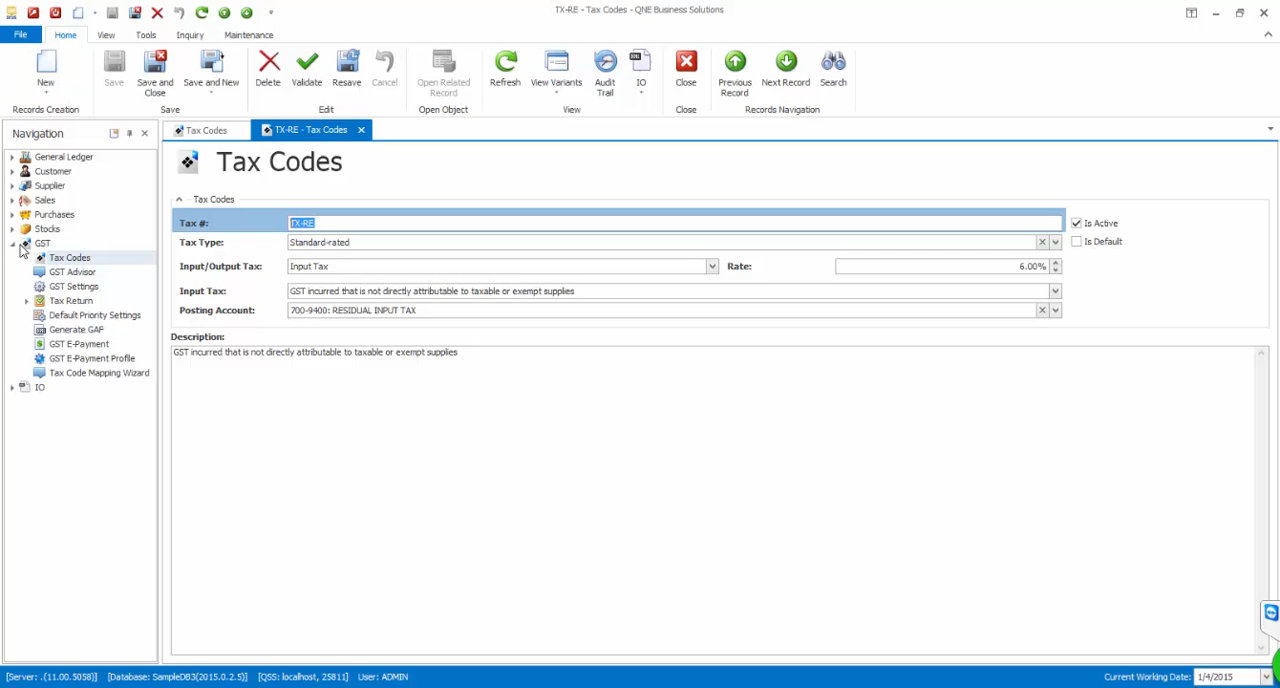 TX-RE - Tax Codes - QNE Business Solutions
File Home View Tools Inquiry Maintenance
New Save Save and Close Save and New Delete Validate Resave Cancel Open Related Record Refresh View Variants Audit Trail IO Close Previous Record Next Record Search
Records Creation Save Edit Open Object View Close Records Navigation
Navigation
General Ledger
Customer
Supplier
Sales
Purchases
Stocks
GST
Tax Codes
GST Advisor
GST Settings
Tax Return
Default Priority Settings
Generate GAF
GST E-Payment
GST E-Payment Profile
Tax Code Mapping Wizard
IO
Tax Codes TX-RE - Tax Codes
Tax Codes
Tax Codes
Tax #: TX-RE Is Active
Tax Type: Standard-rated Is Default
Input/Output Tax: Input Tax Rate: 6.00%
Input Tax: GST incurred that is not directly attributable to taxable or exempt supplies
Posting Account: 700-9400: RESIDUAL INPUT TAX
Description:
GST incurred that is not directly attributable to taxable or exempt supplies
[Server: .(11.00.5058)] [Database: SampleDB3(2015.0.2.5)] [QSS: localhost, 25811] User: ADMIN Current Working Date: 1/4/2015